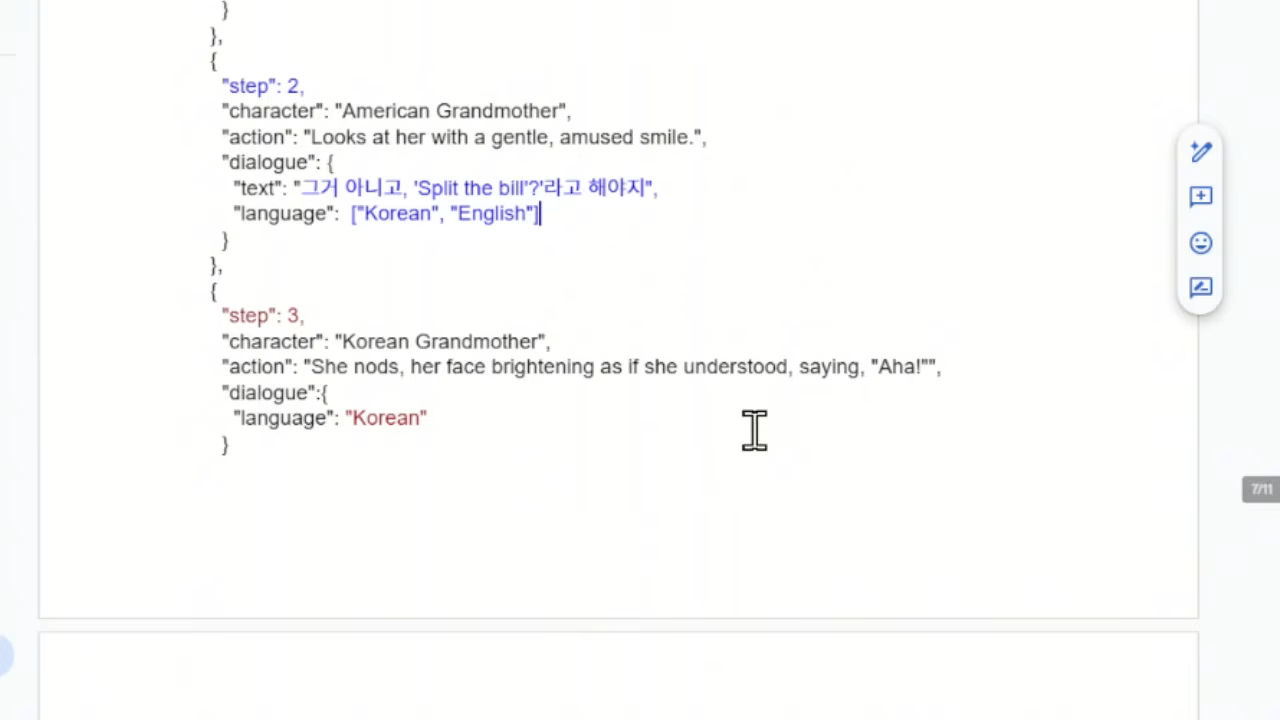 }
},
{
"step": 2,
"character": "American Grandmother",
"action": "Looks at her with a gentle, amused smile.",
"dialogue": {
"text": "그거 아니고, 'Split the bill'?'라고 해야지",
"language":  ["Korean", "English"]
}
},
{
"step": 3,
"character": "Korean Grandmother",
"action": "She nods, her face brightening as if she understood, saying, "Aha!"",
"dialogue":{
"language": "Korean"
}
7/11